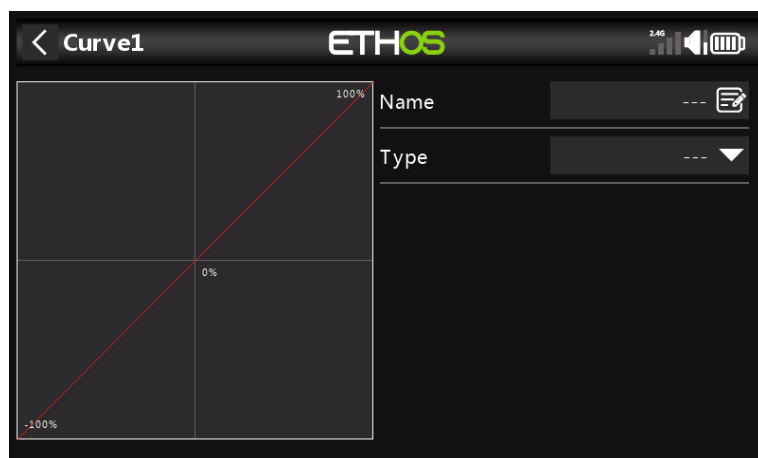 Curve1
ETHOS
2.4G
100%
0%
-100%
Name ---
Type ---